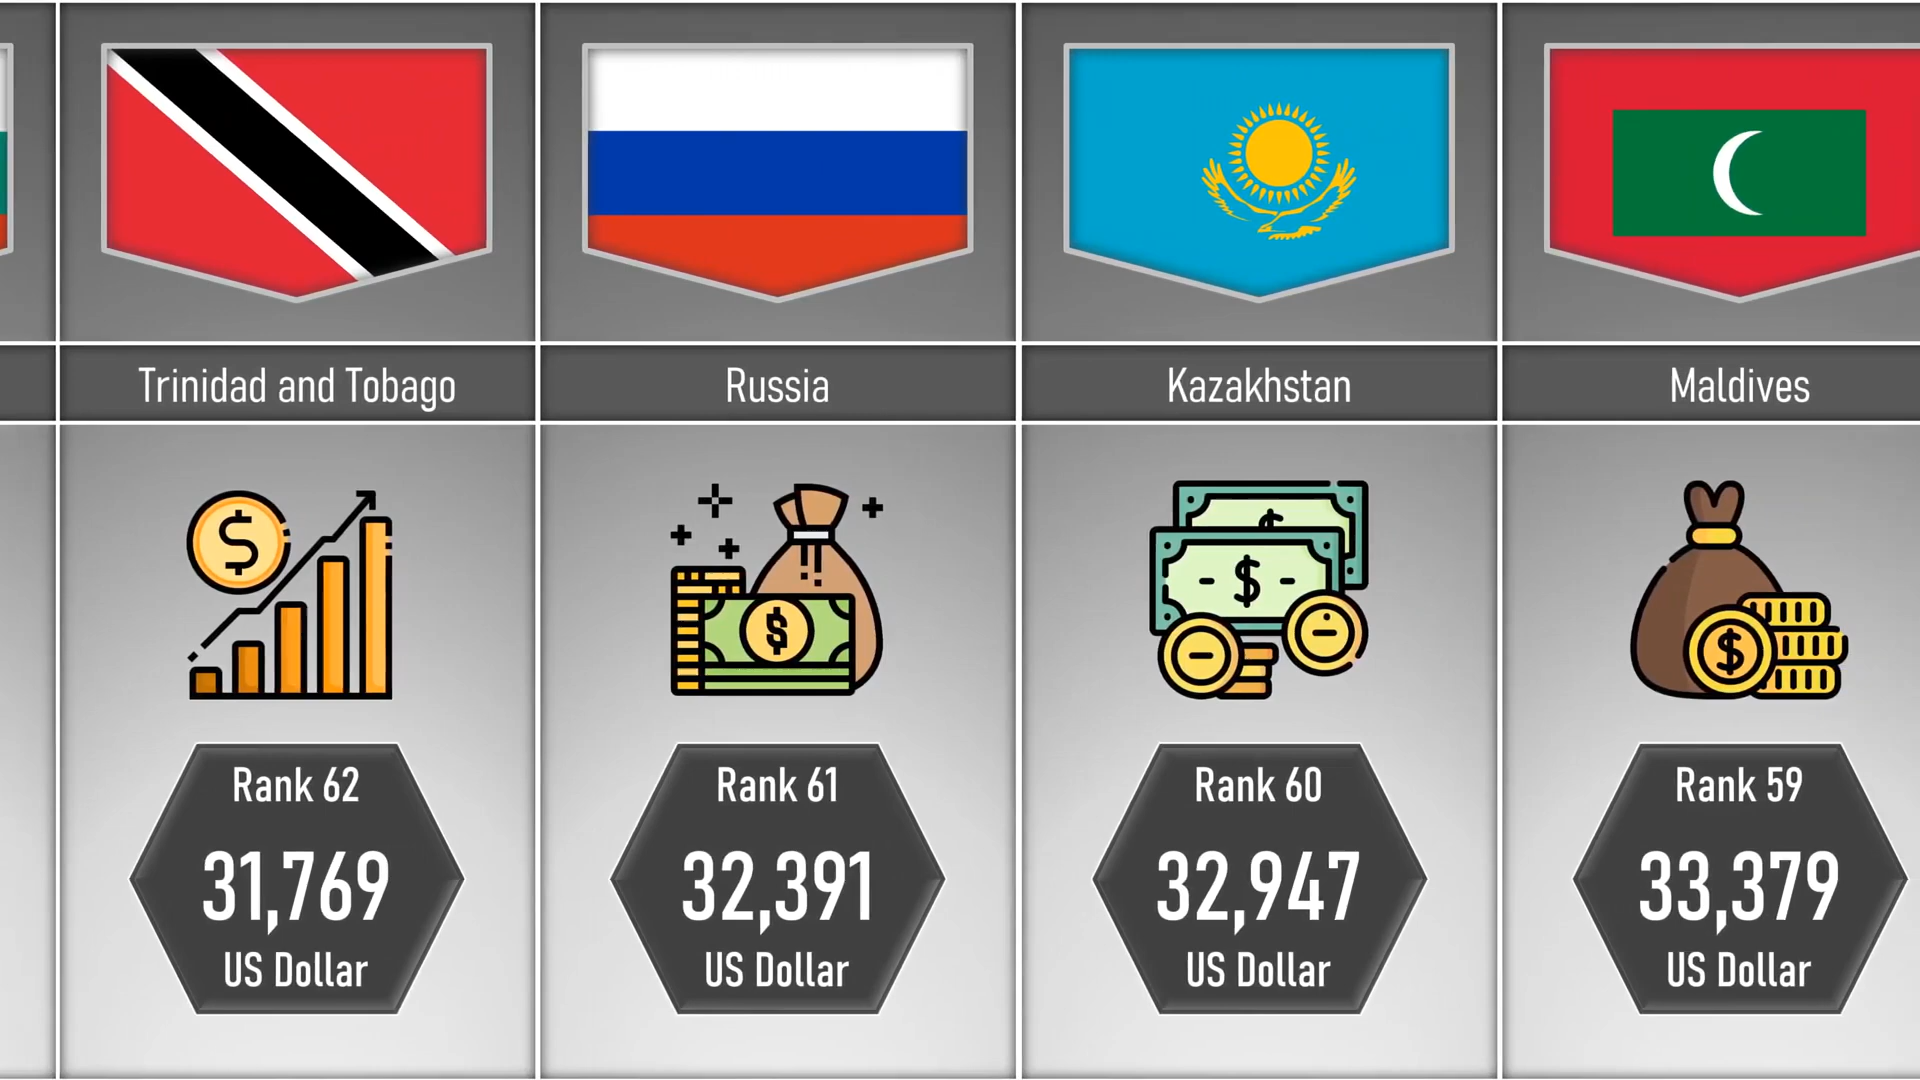 Trinidad and Tobago
Rank 62
31,769
US Dollar
Russia
Rank 61
32,391
US Dollar
Kazakhstan
Rank 60
32,947
US Dollar
Maldives
Rank 59
33,379
US Dollar